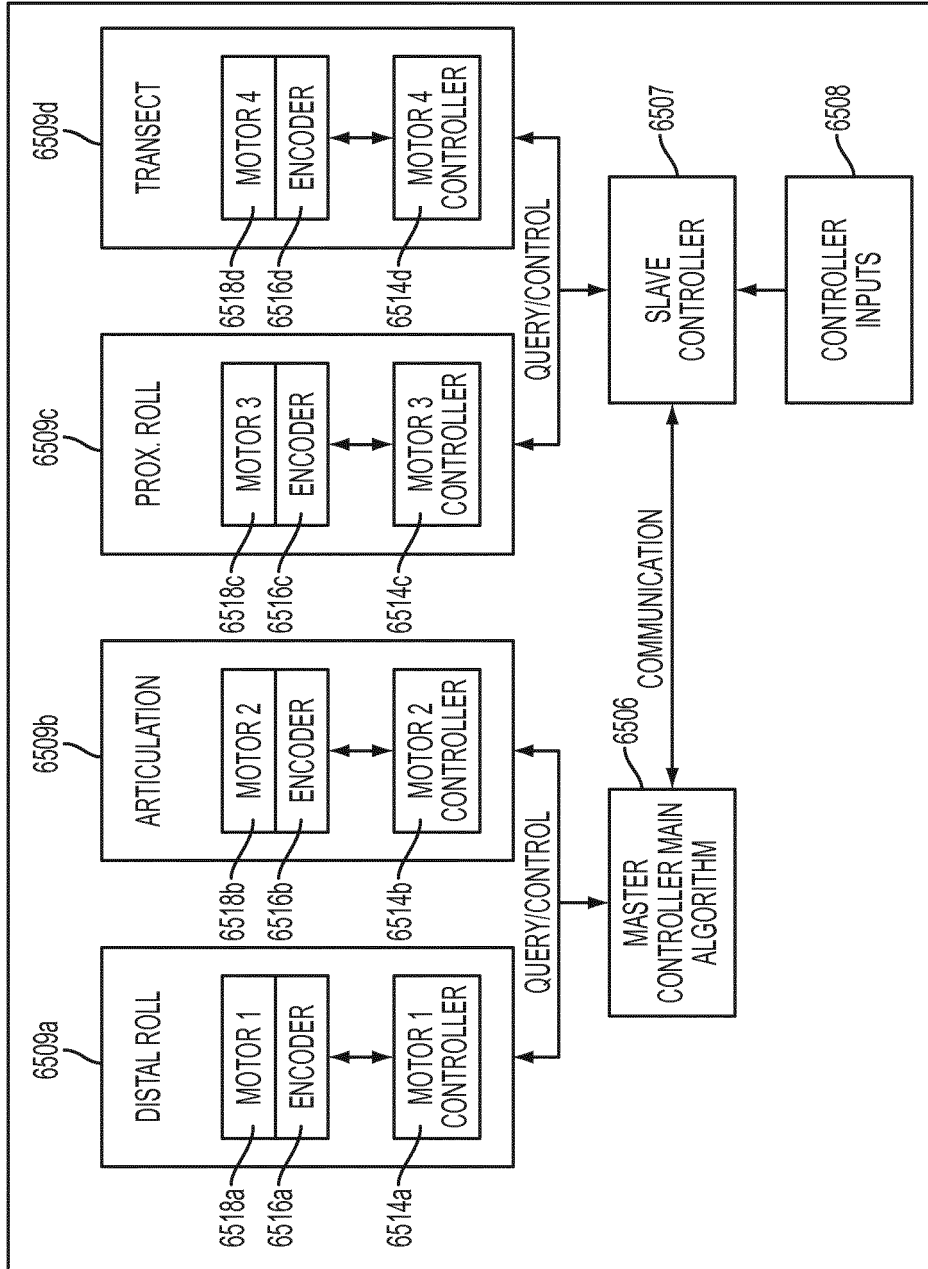 6509a
6509b
6509c
6509d
DISTAL ROLL
6518a
MOTOR 1
6516a
ENCODER
6514a
MOTOR 1
CONTROLLER
ARTICULATION
6518b
MOTOR 2
6516b
ENCODER
6514b
MOTOR 2
CONTROLLER
PROX. ROLL
6518c
MOTOR 3
6516c
ENCODER
6514c
MOTOR 3
CONTROLLER
TRANSECT
6518d
MOTOR 4
6516d
ENCODER
6514d
MOTOR 4
CONTROLLER
QUERY/CONTROL
QUERY/CONTROL
6506
MASTER
CONTROLLER MAIN
ALGORITHM
COMMUNICATION
6507
SLAVE
CONTROLLER
6508
CONTROLLER
INPUTS